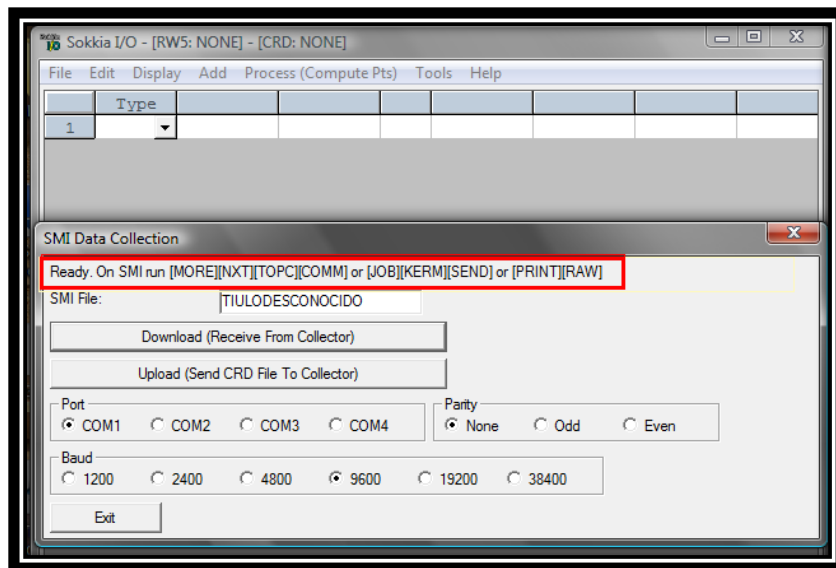 Sokkia I/O - [RW5: NONE] - [CRD: NONE]
File Edit Display Add Process (Compute Pts) Tools Help
Type
1
SMI Data Collection
Ready. On SMI run [MORE][NXT][TOPC][COMM] or [JOB][KERM][SEND] or [PRINT][RAW]
SMI File: TIULODESCONOCIDO
Download (Receive From Collector)
Upload (Send CRD File To Collector)
Port Parity
COM1 COM2 COM3 COM4 None Odd Even
Baud
1200 2400 4800 9600 19200 38400
Exit